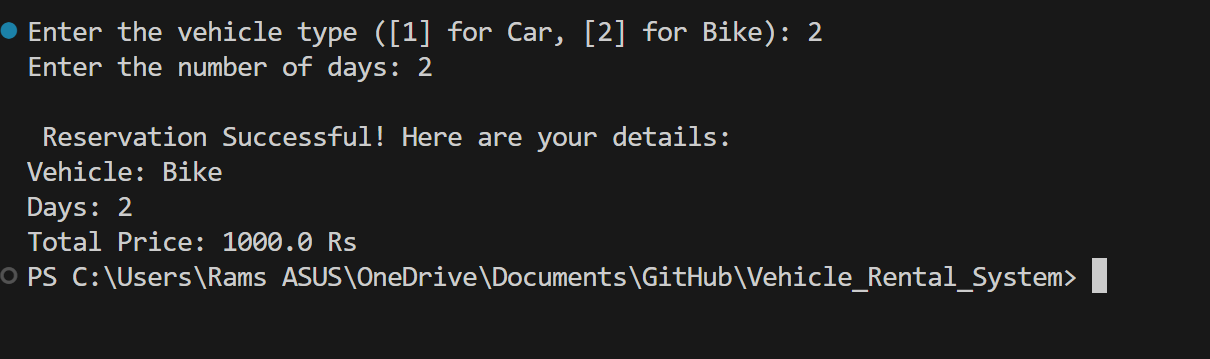 Enter the vehicle type ([1] for Car, [2] for Bike): 2
Enter the number of days: 2
Reservation Successful! Here are your details:
Vehicle: Bike
Days: 2
Total Price: 1000.0 Rs
PS C:\Users\Rams ASUS\OneDrive\Documents\GitHub\Vehicle_Rental_System>